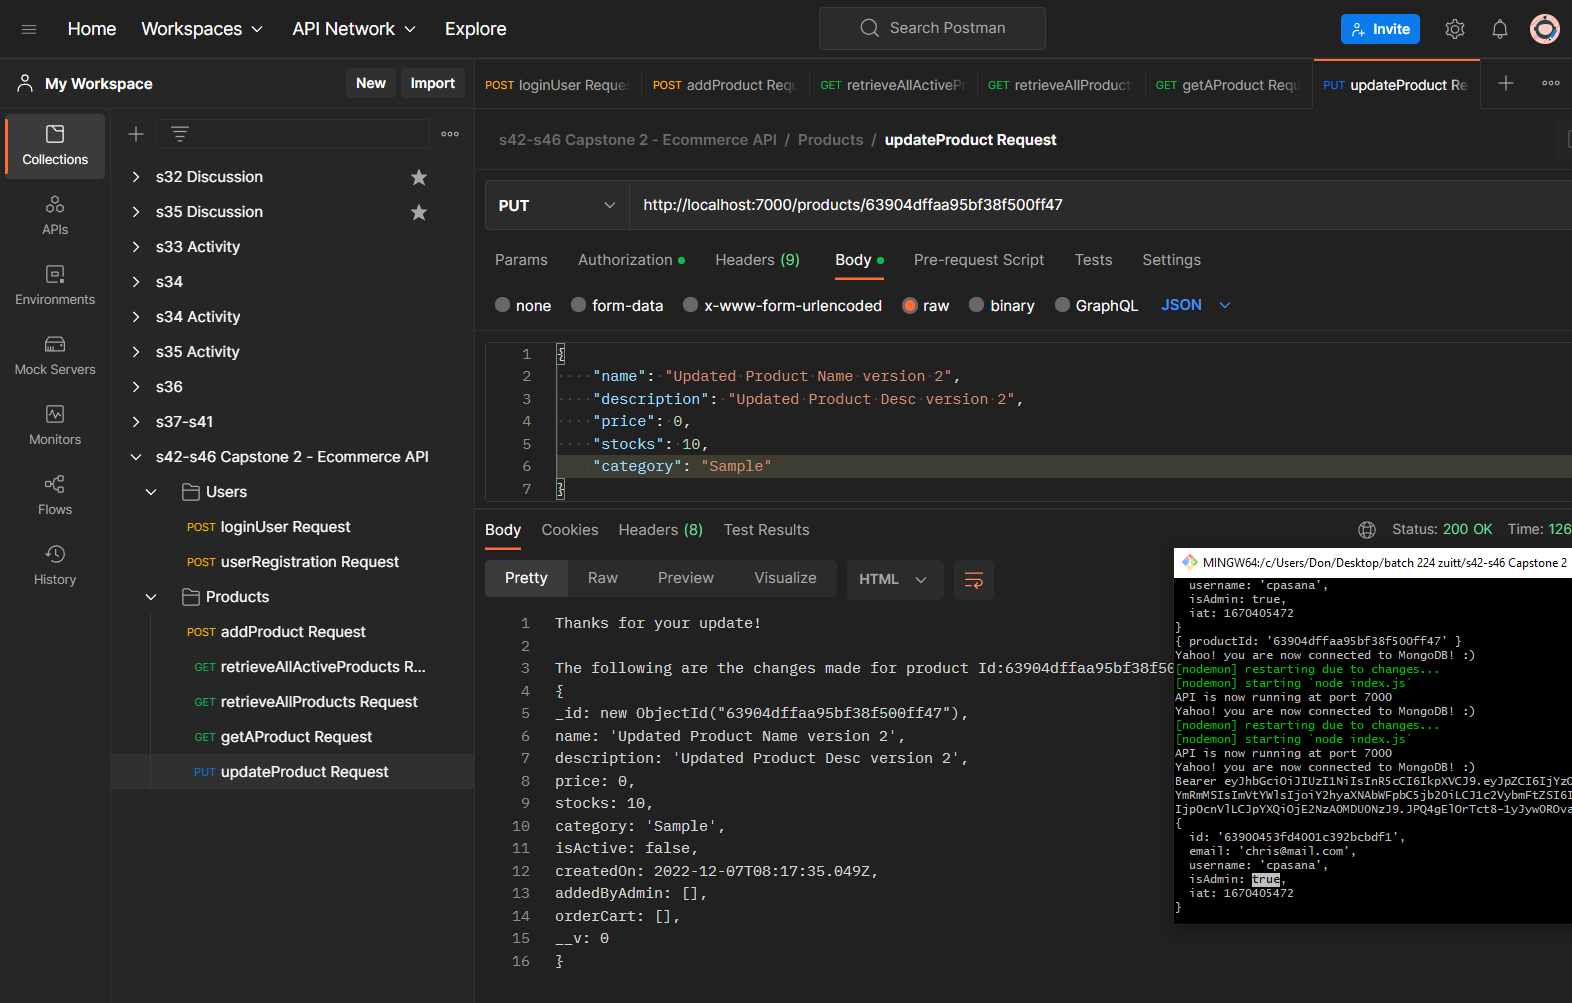 Home Workspaces API Network Explore Search Postman Invite
My Workspace New Import
POST loginUser Reque POST addProduct Requ GET retrieveAllActiveP GET retrieveAllProduct GET getAProduct Requ PUT updateProduct Re
Collections
APIs
Environments
Mock Servers
Monitors
Flows
History
s32 Discussion
s35 Discussion
s33 Activity
s34
s34 Activity
s35 Activity
s36
s37-s41
s42-s46 Capstone 2 - Ecommerce API
Users
POST loginUser Request
POST userRegistration Request
Products
POST addProduct Request
GET retrieveAllActiveProducts R...
GET retrieveAllProducts Request
GET getAProduct Request
PUT updateProduct Request
s42-s46 Capstone 2 - Ecommerce API / Products / updateProduct Request
PUT http://localhost:7000/products/63904dffaa95bf38f500ff47
Params Authorization Headers (9) Body Pre-request Script Tests Settings
none form-data x-www-form-urlencoded raw binary GraphQL JSON
1 {
2 "name": "Updated Product Name version 2",
3 "description": "Updated Product Desc version 2",
4 "price": 0,
5 "stocks": 10,
6 "category": "Sample"
7 }
Body Cookies Headers (8) Test Results Status: 200 OK Time: 126
Pretty Raw Preview Visualize HTML
1 Thanks for your update!
2
3 The following are the changes made for product Id:63904dffaa95bf38f50
4 {
5 _id: new ObjectId("63904dffaa95bf38f500ff47"),
6 name: 'Updated Product Name version 2',
7 description: 'Updated Product Desc version 2',
8 price: 0,
9 stocks: 10,
10 category: 'Sample',
11 isActive: false,
12 createdOn: 2022-12-07T08:17:35.049Z,
13 addedByAdmin: [],
14 orderCart: [],
15 __v: 0
16 }
MINGW64:/c/Users/Don/Desktop/batch 224 zuitt/s42-s46 Capstone 2
username: 'cpasana',
isAdmin: true,
iat: 1670405472
}
{ productId: '63904dffaa95bf38f500ff47' }
Yahoo! you are now connected to MongoDB! :)
[nodemon] restarting due to changes...
[nodemon] starting `node index.js`
API is now running at port 7000
Yahoo! you are now connected to MongoDB! :)
[nodemon] restarting due to changes...
[nodemon] starting `node index.js`
API is now running at port 7000
Yahoo! you are now connected to MongoDB! :)
Bearer
{
id: '63900453fd4001c392bcbdf1',
email: 'chris@mail.com',
username: 'cpasana',
isAdmin: true,
iat: 1670405472
}